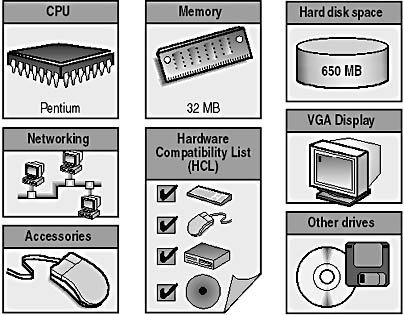 CPU
Pentium
Memory
32 MB
Hard disk space
650 MB
Networking
Hardware
Compatibility List
(HCL)
VGA Display
Accessories
Other drives